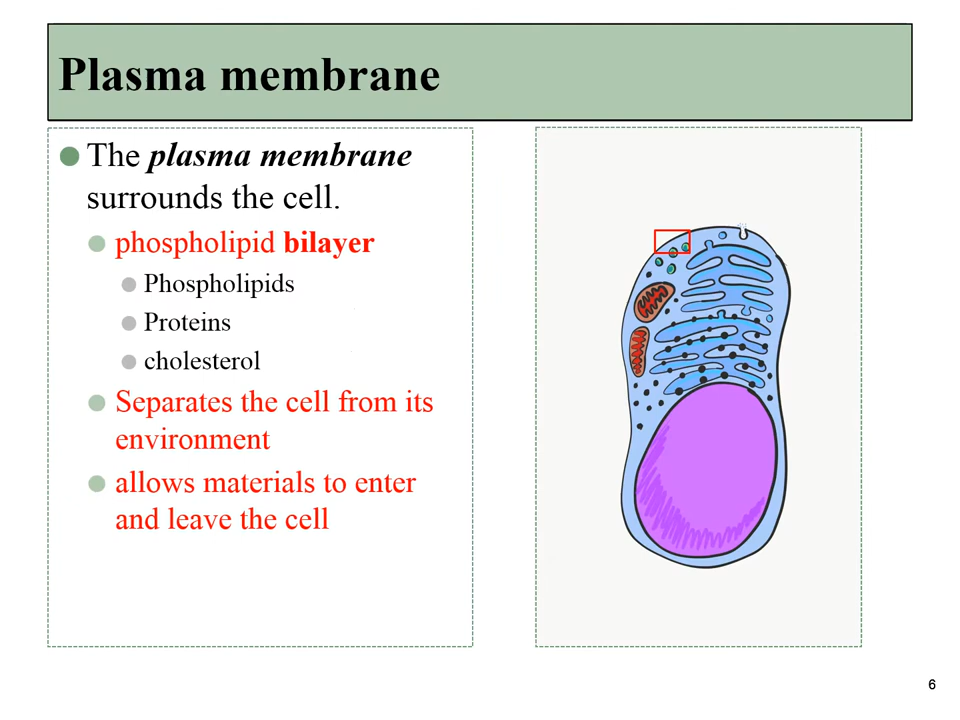 Plasma membrane
The plasma membrane
surrounds the cell.
phospholipid bilayer
Phospholipids
Proteins
cholesterol
Separates the cell from its
environment
allows materials to enter
and leave the cell
6